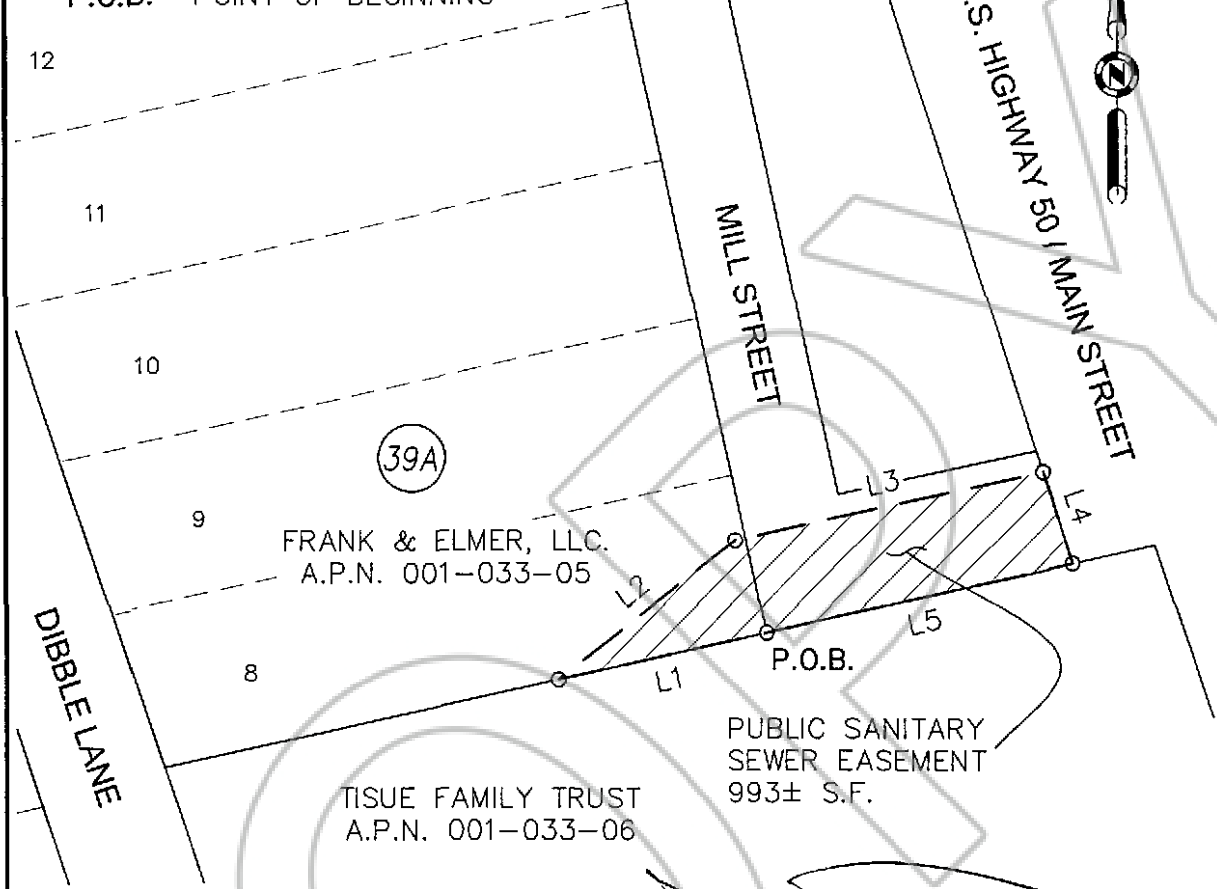 P.O.B. POINT OF BEGINNING
12
.S. HIGHWAY 50 / MAIN STREET
N
11
MILL STREET
10
39A
L3
L4
9
FRANK & ELMER, LLC.
A.P.N. 001-033-05
L2
DIBBLE LANE
8
L1
P.O.B.
L5
PUBLIC SANITARY
SEWER EASEMENT
993± S.F.
TISUE FAMILY TRUST
A.P.N. 001-033-06